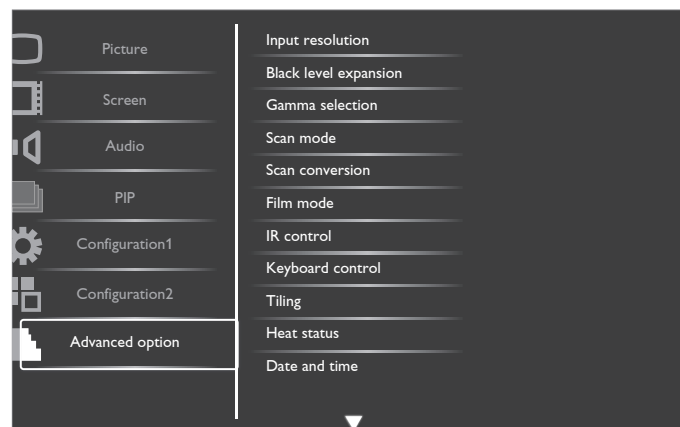 Picture
Screen
Audio
PIP
Configuration1
Configuration2
Advanced option
Input resolution
Black level expansion
Gamma selection
Scan mode
Scan conversion
Film mode
IR control
Keyboard control
Tiling
Heat status
Date and time